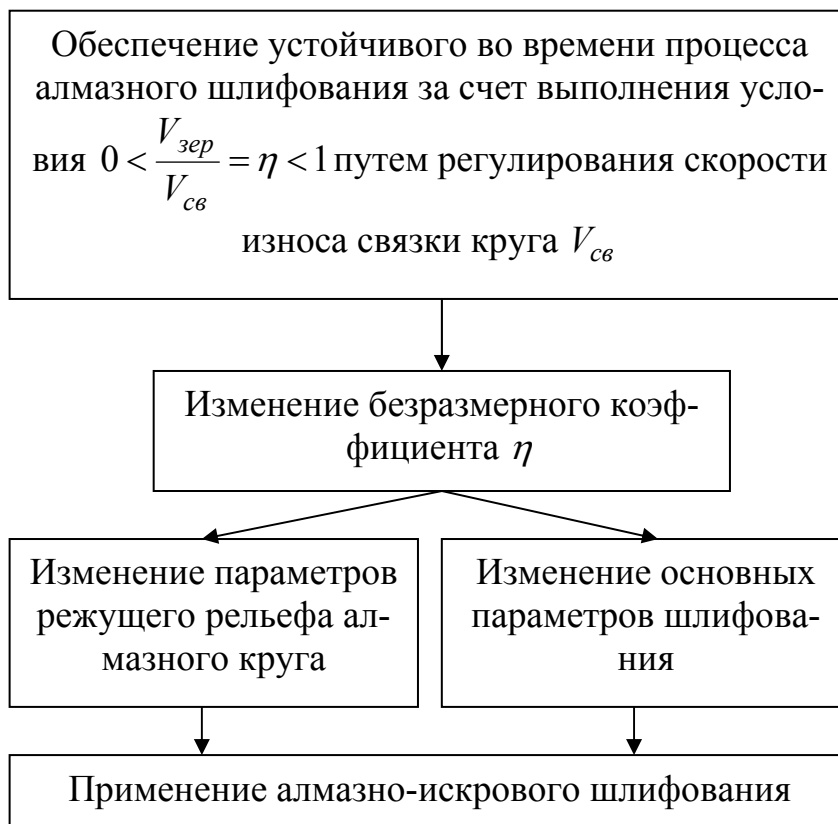 Обеспечение устойчивого во времени процесса
алмазного шлифования за счет выполнения усло-
вия 0 < V_зер / V_св = η < 1 путем регулирования скорости
износа связки круга V_св
Изменение безразмерного коэф-
фициента η
Изменение параметров
режущего рельефа ал-
мазного круга
Изменение основных
параметров шлифова-
ния
Применение алмазно-искрового шлифования